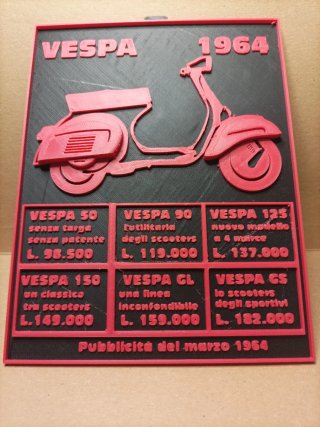 VESPA 1964
VESPA 50
senza targa
senza patente
L. 98.500
VESPA 90
l'utilitaria
degli scooters
L. 119.000
VESPA 125
nuovo modello
a 4 marce
L. 137.000
VESPA 150
un classico
tra scooters
L. 149.000
VESPA GL
una linea
inconfondibile
L. 159.000
VESPA GS
lo scooters
degli sportivi
L. 182.000
Pubblicità del marzo 1964